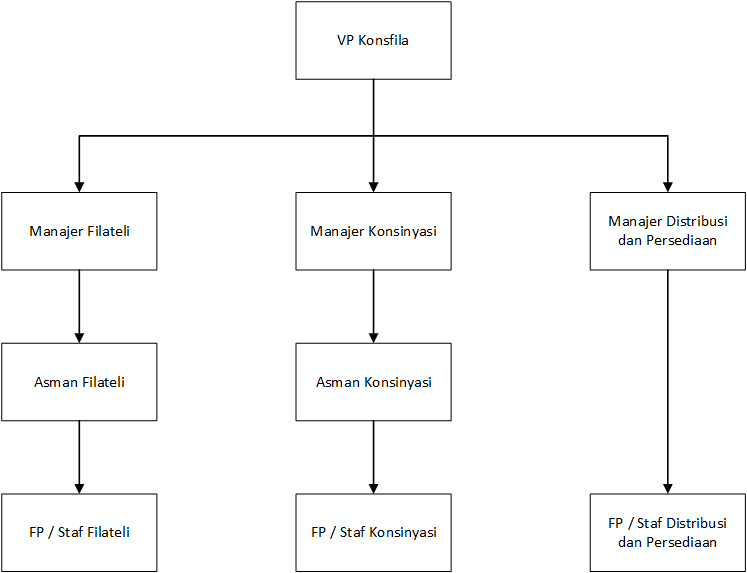 VP Konsfila
Manajer Filateli
Manajer Konsinyasi
Manajer Distribusi
dan Persediaan
Asman Filateli
Asman Konsinyasi
FP / Staf Filateli
FP / Staf Konsinyasi
FP / Staf Distribusi
dan Persediaan